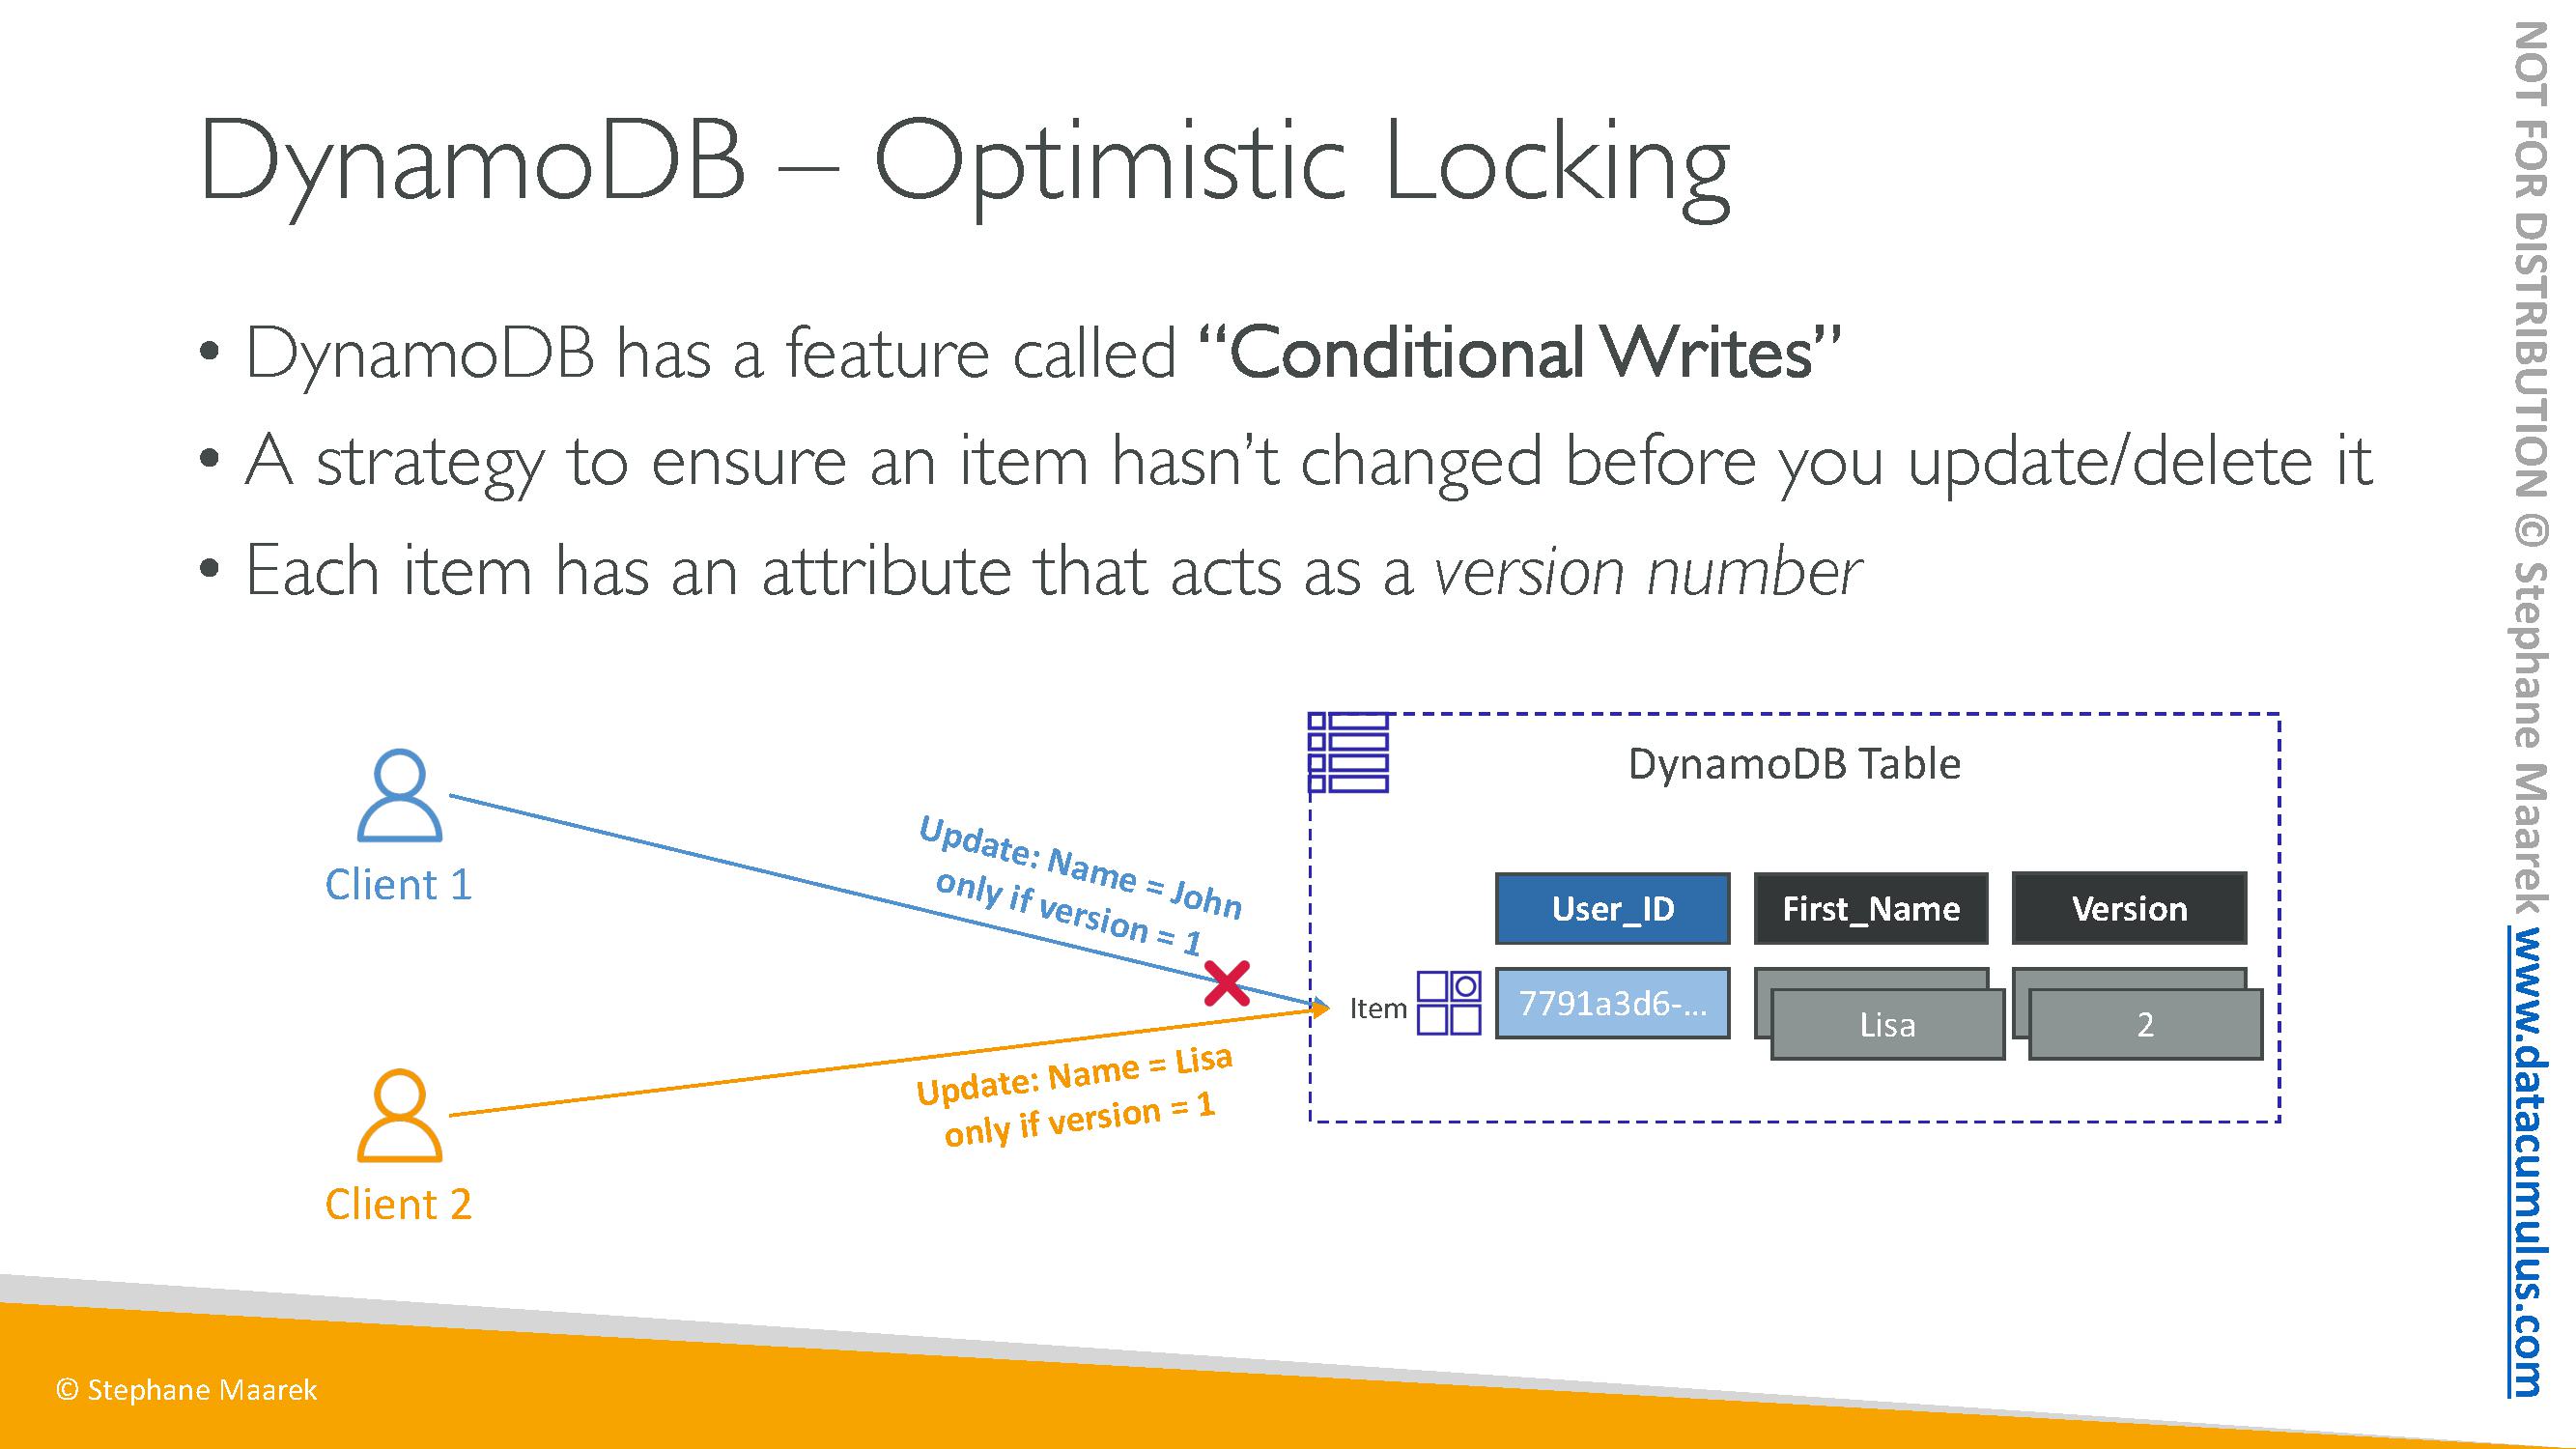 DynamoDB – Optimistic Locking
• DynamoDB has a feature called “Conditional Writes”
• A strategy to ensure an item hasn’t changed before you update/delete it
• Each item has an attribute that acts as a version number
Client 1
Update: Name = John
only if version = 1
Client 2
Update: Name = Lisa
only if version = 1
DynamoDB Table
User_ID First_Name Version
Item 7791a3d6-... Lisa 2
© Stephane Maarek
NOT FOR DISTRIBUTION © Stephane Maarek www.datacumulus.com